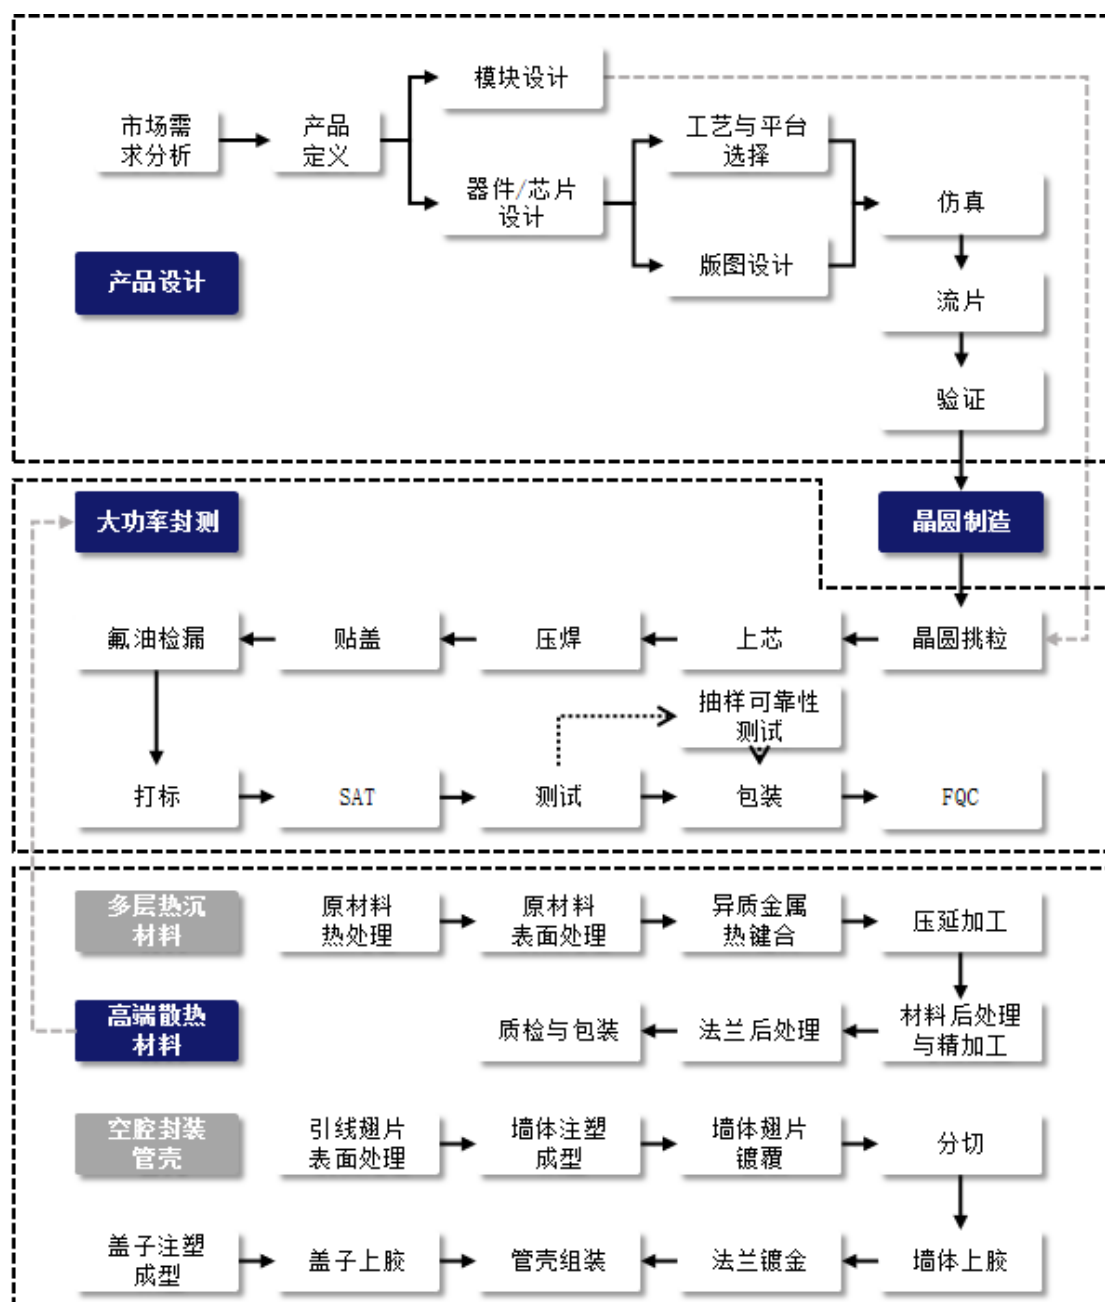 模块设计
市场需
求分析
产品
定义
工艺与平台
选择
器件/芯片
设计
仿真
版图设计
产品设计
流片
验证
大功率封测
晶圆制造
氟油检漏
贴盖
压焊
上芯
晶圆挑粒
抽样可靠性
测试
打标
SAT
测试
包装
FQC
多层热沉
材料
原材料
热处理
原材料
表面处理
异质金属
热键合
压延加工
高端散热
材料
质检与包装
法兰后处理
材料后处理
与精加工
空腔封装
管壳
引线翅片
表面处理
墙体注塑
成型
墙体翅片
镀覆
分切
盖子注塑
成型
盖子上胶
管壳组装
法兰镀金
墙体上胶